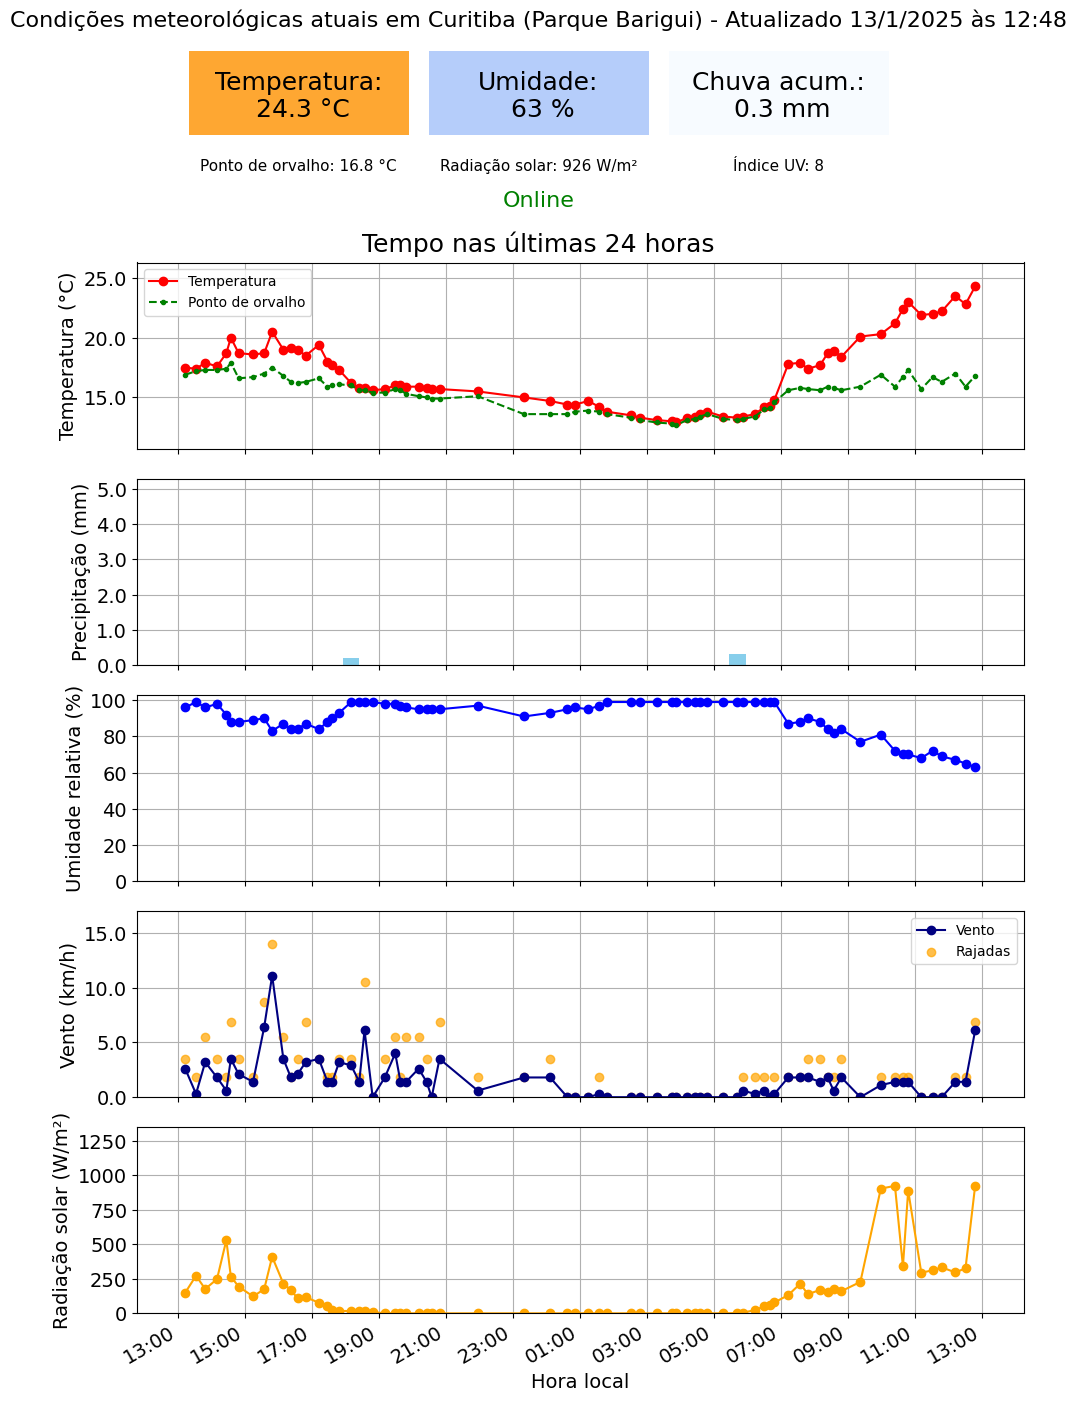 Condições meteorológicas atuais em Curitiba (Parque Barigui) - Atualizado 13/1/2025 às 12:48
Temperatura:
24.3 °C
Umidade:
63 %
Chuva acum.:
0.3 mm
Ponto de orvalho: 16.8 °C
Radiação solar: 926 W/m²
Índice UV: 8
Online
Tempo nas últimas 24 horas
Temperatura (°C)
25.0
20.0
15.0
Temperatura
Ponto de orvalho
Precipitação (mm)
5.0
4.0
3.0
2.0
1.0
0.0
Umidade relativa (%)
100
80
60
40
20
0
Vento (km/h)
15.0
10.0
5.0
0.0
Vento
Rajadas
Radiação solar (W/m²)
1250
1000
750
500
250
0
13:00
15:00
17:00
19:00
21:00
23:00
01:00
03:00
05:00
07:00
09:00
11:00
13:00
Hora local